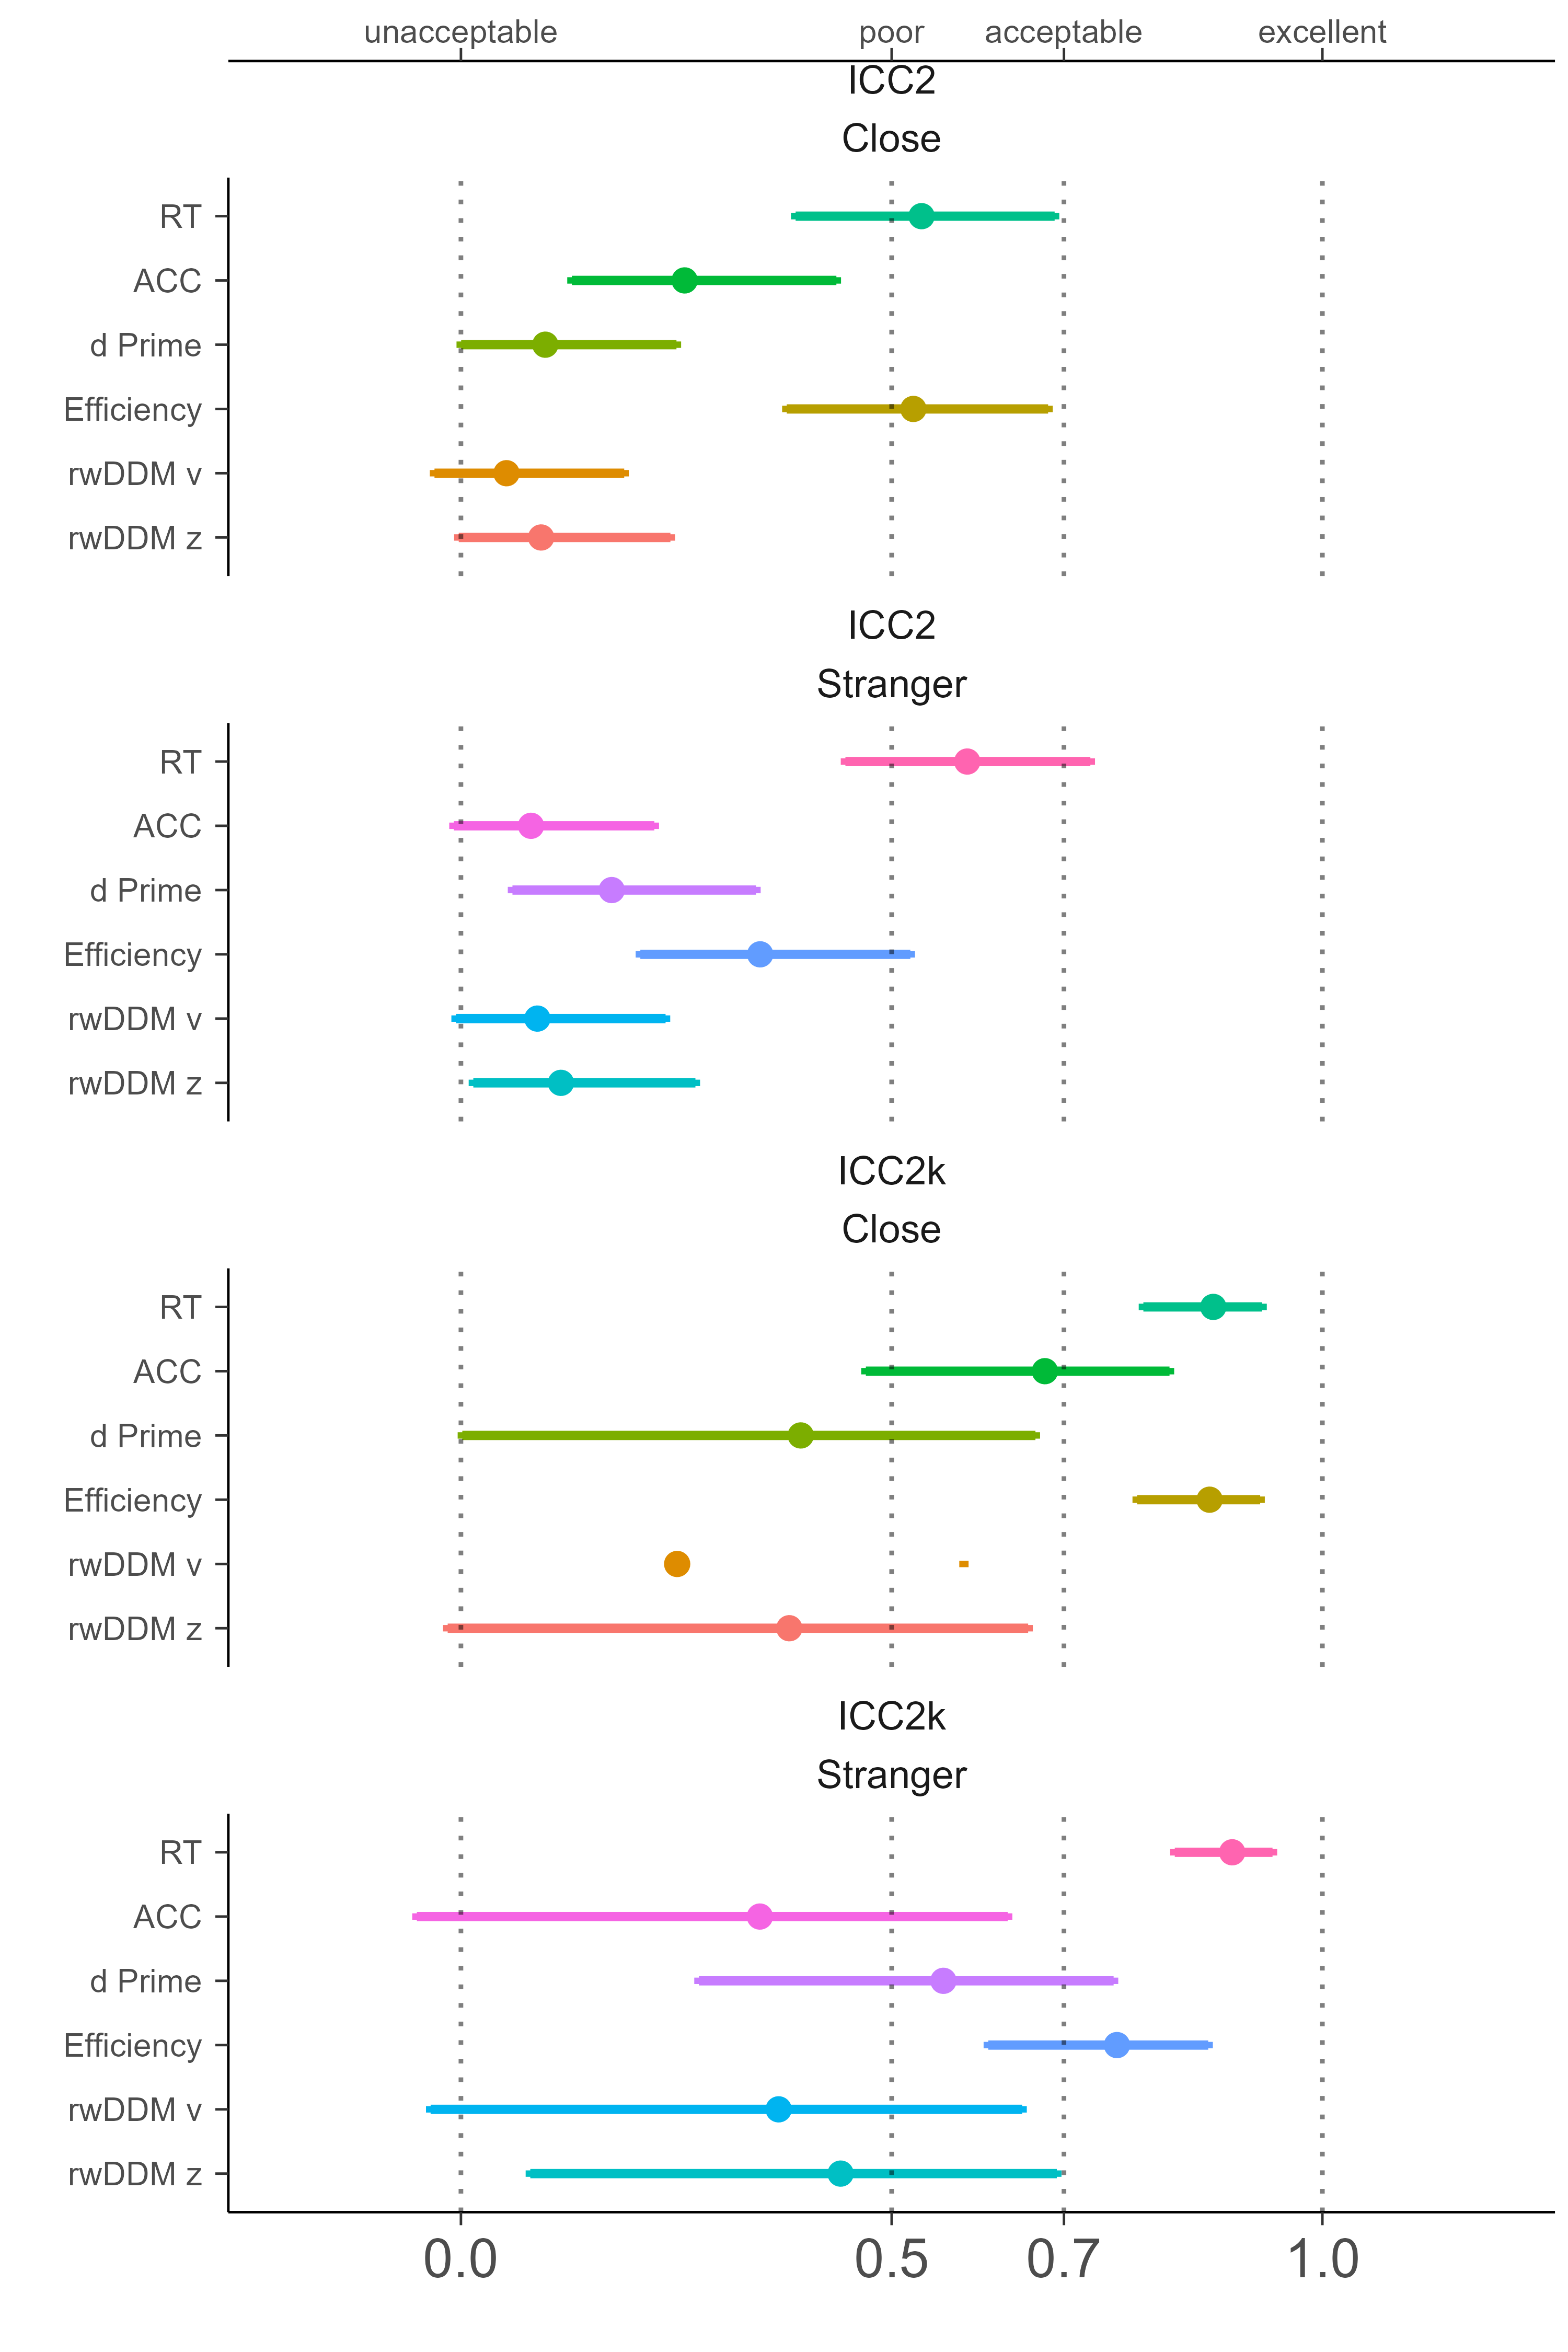 unacceptable poor acceptable excellent
ICC2
Close
RT
ACC
d Prime
Efficiency
rwDDM v
rwDDM z
ICC2
Stranger
RT
ACC
d Prime
Efficiency
rwDDM v
rwDDM z
ICC2k
Close
RT
ACC
d Prime
Efficiency
rwDDM v
rwDDM z
ICC2k
Stranger
RT
ACC
d Prime
Efficiency
rwDDM v
rwDDM z
0.0 0.5 0.7 1.0